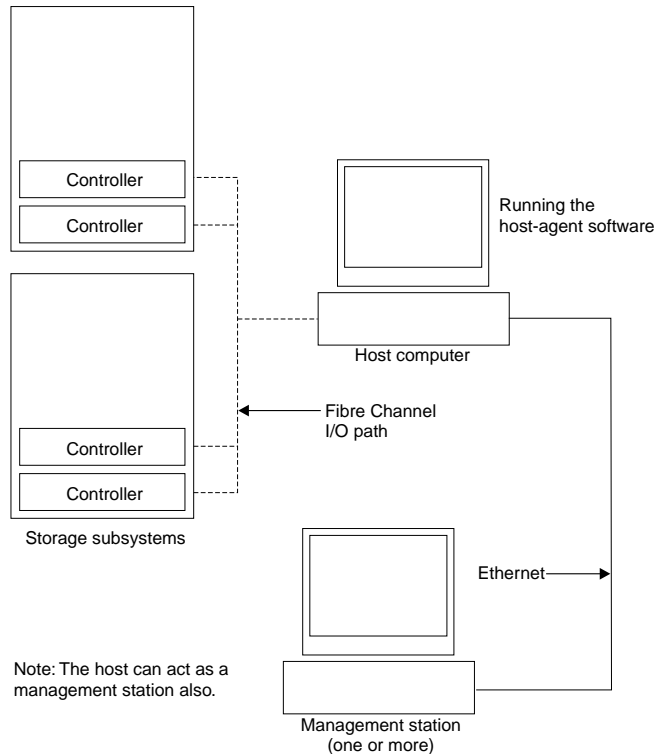 Controller
Controller
Running the
host-agent software
Host computer
Fibre Channel
I/O path
Controller
Controller
Storage subsystems
Ethernet
Note: The host can act as a
management station also.
Management station
(one or more)